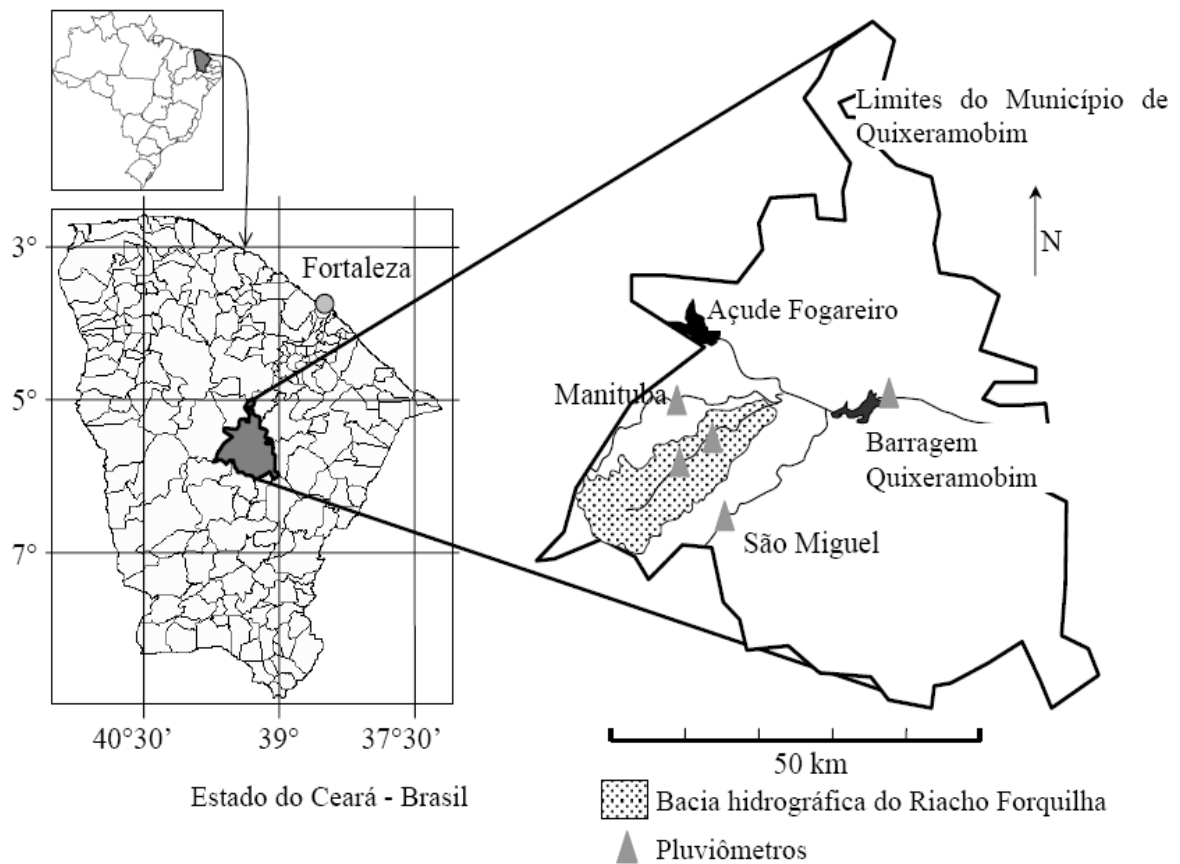 Limites do Município de
Quixeramobim
N
3°
Fortaleza
Açude Fogareiro
5°
Manituba
Barragem
Quixeramobim
São Miguel
7°
40°30’
39°
37°30’
50 km
Estado do Ceará - Brasil
Bacia hidrográfica do Riacho Forquilha
Pluviômetros